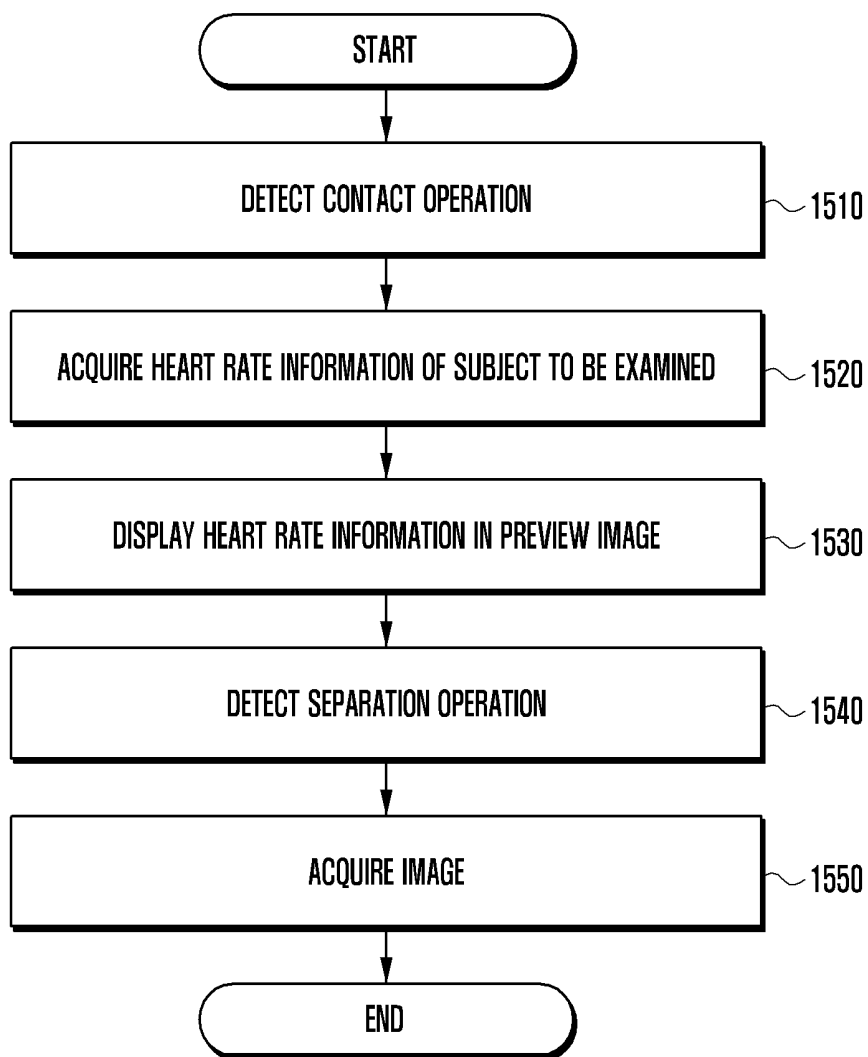 START
DETECT CONTACT OPERATION
1510
ACQUIRE HEART RATE INFORMATION OF SUBJECT TO BE EXAMINED
1520
DISPLAY HEART RATE INFORMATION IN PREVIEW IMAGE
1530
DETECT SEPARATION OPERATION
1540
ACQUIRE IMAGE
1550
END